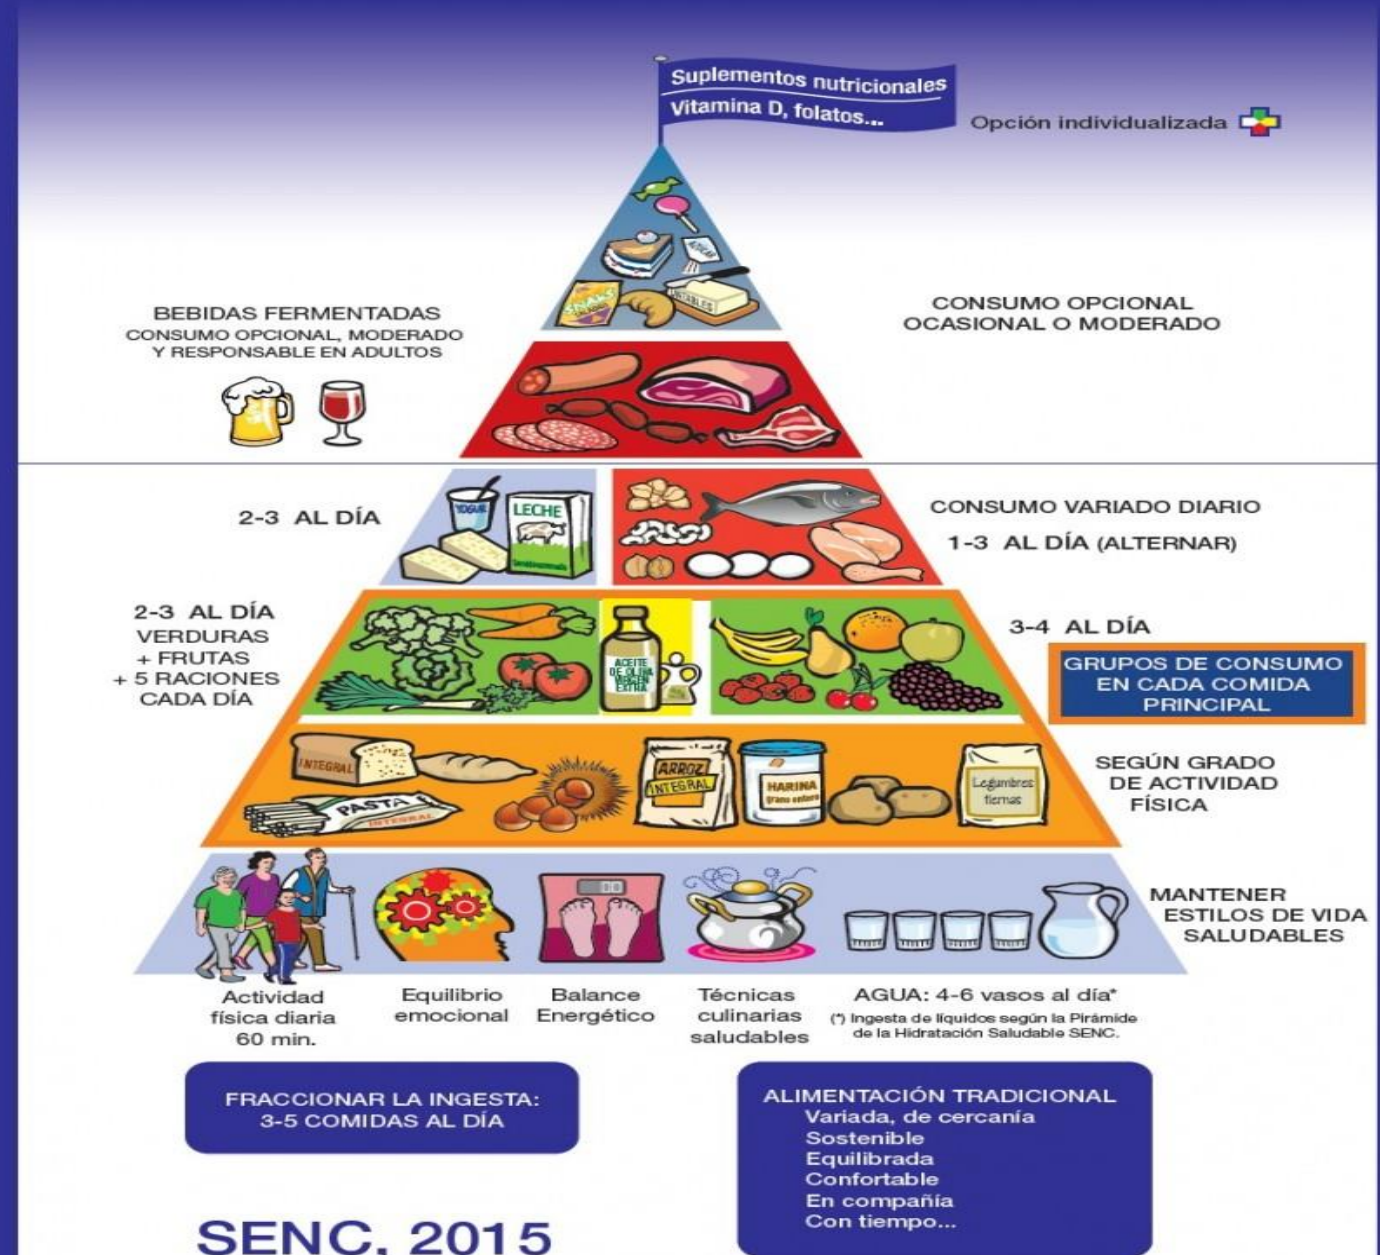 Suplementos nutricionales
Vitamina D, folatos...
Opción individualizada
AZÚCAR
SNAKS
UNTABLES
BEBIDAS FERMENTADAS
CONSUMO OPCIONAL, MODERADO
Y RESPONSABLE EN ADULTOS
CONSUMO OPCIONAL
OCASIONAL O MODERADO
2-3 AL DÍA
YOGUR
LECHE
CONSUMO VARIADO DIARIO
1-3 AL DÍA (ALTERNAR)
2-3 AL DÍA
VERDURAS
+ FRUTAS
+ 5 RACIONES
CADA DÍA
ACEITE
DE OLIVA
VIRGEN
EXTRA
3-4 AL DÍA
GRUPOS DE CONSUMO
EN CADA COMIDA
PRINCIPAL
INTEGRAL
PASTA
INTEGRAL
ARROZ
INTEGRAL
HARINA
grano entero
Legumbres
tiernas
SEGÚN GRADO
DE ACTIVIDAD
FÍSICA
MANTENER
ESTILOS DE VIDA
SALUDABLES
Actividad
física diaria
60 min.
Equilibrio
emocional
Balance
Energético
Técnicas
culinarias
saludables
AGUA: 4-6 vasos al día*
(*) Ingesta de líquidos según la Pirámide
de la Hidratación Saludable SENC.
FRACCIONAR LA INGESTA:
3-5 COMIDAS AL DÍA
ALIMENTACIÓN TRADICIONAL
Variada, de cercanía
Sostenible
Equilibrada
Confortable
En compañía
Con tiempo...
SENC, 2015